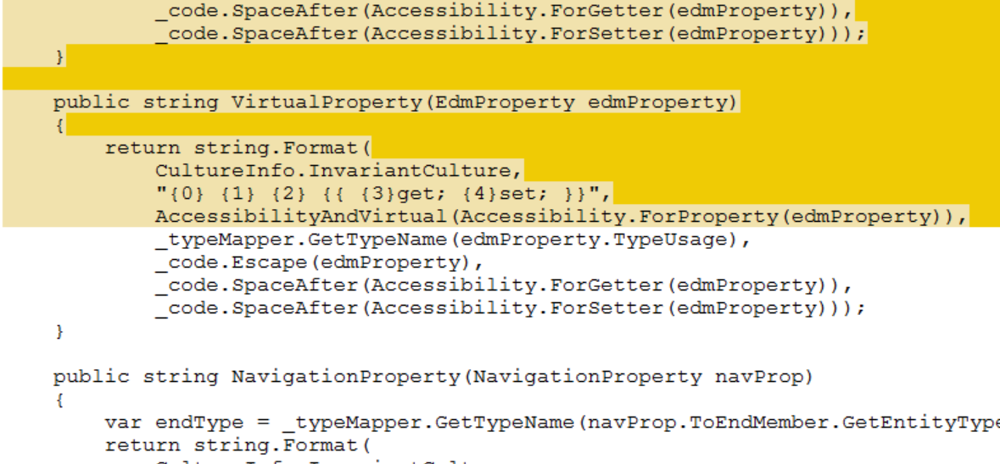 _code.SpaceAfter(Accessibility.ForGetter(edmProperty)),
_code.SpaceAfter(Accessibility.ForSetter(edmProperty)));
}
public string VirtualProperty(EdmProperty edmProperty)
{
return string.Format(
CultureInfo.InvariantCulture,
"{0} {1} {2} {{ {3}get; {4}set; }}",
AccessibilityAndVirtual(Accessibility.ForProperty(edmProperty)),
_typeMapper.GetTypeName(edmProperty.TypeUsage),
_code.Escape(edmProperty),
_code.SpaceAfter(Accessibility.ForGetter(edmProperty)),
_code.SpaceAfter(Accessibility.ForSetter(edmProperty)));
}
public string NavigationProperty(NavigationProperty navProp)
{
var endType = _typeMapper.GetTypeName(navProp.ToEndMember.GetEntityType
return string.Format(